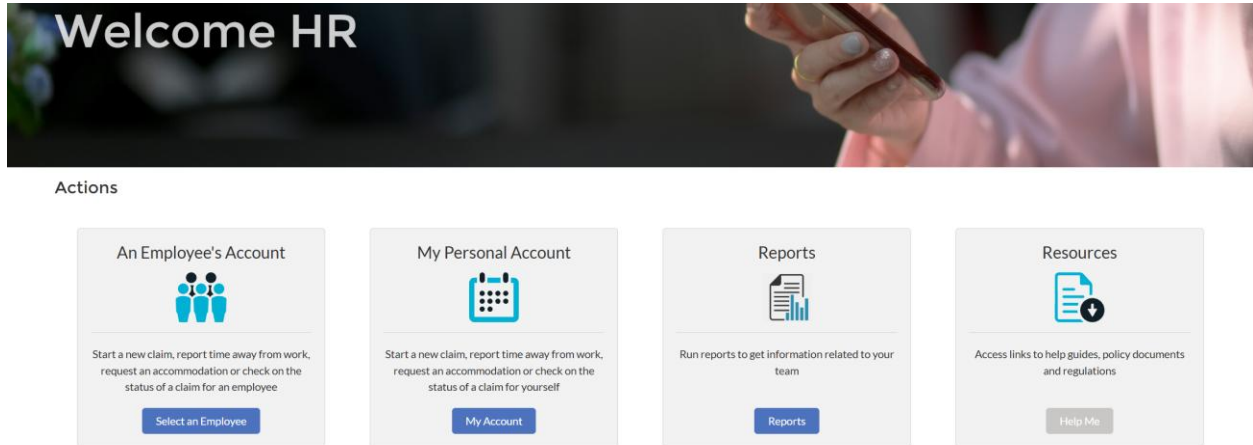 Welcome HR
Actions
An Employee's Account
Start a new claim, report time away from work,
request an accommodation or check on the
status of a claim for an employee
Select an Employee
My Personal Account
Start a new claim, report time away from work,
request an accommodation or check on the
status of a claim for yourself
My Account
Reports
Run reports to get information related to your
team
Reports
Resources
Access links to help guides, policy documents
and regulations
Help Me